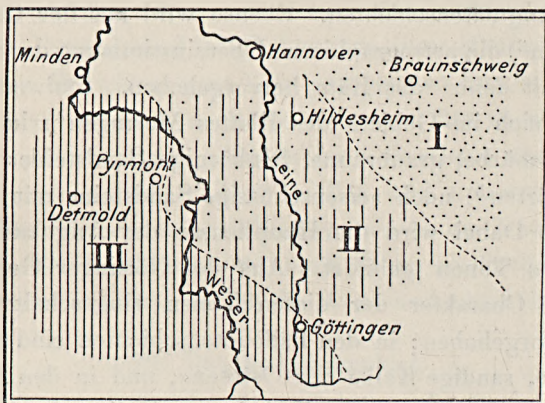 Minden
Hannover
Braunschweig
Hildesheim
I
Pyrmont
Leine
Detmold
III
II
Weser
Göttingen